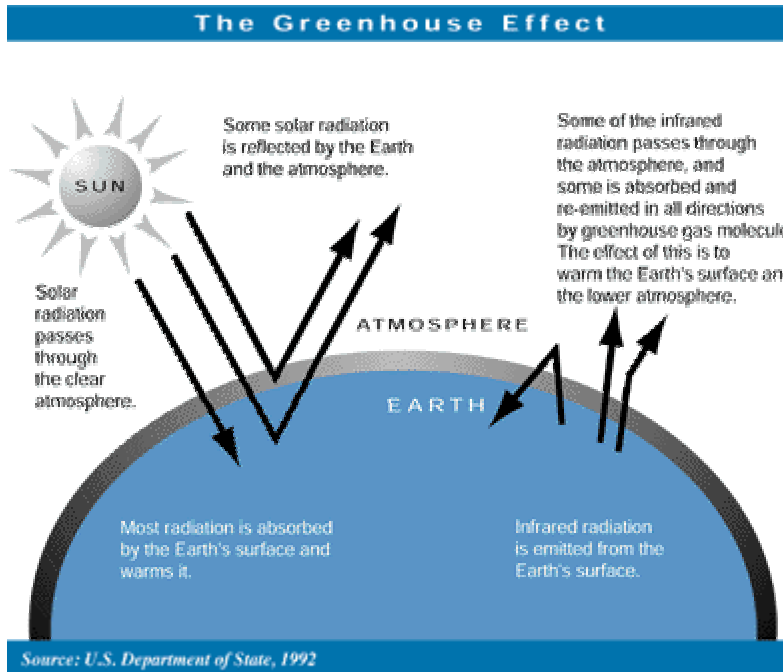 The Greenhouse Effect
Some solar radiation
is reflected by the Earth
and the atmosphere.
Some of the infrared
radiation passes through
the atmosphere, and
some is absorbed and
re-emitted in all directions
by greenhouse gas molecule
The effect of this is to
warm the Earth's surface an
the lower atmosphere.
SUN
Solar
radiation
passes
through
the clear
atmosphere.
ATMOSPHERE
EARTH
Most radiation is absorbed
by the Earth's surface and
warms it.
Infrared radiation
is emitted from the
Earth's surface.
Source: U.S. Department of State, 1992